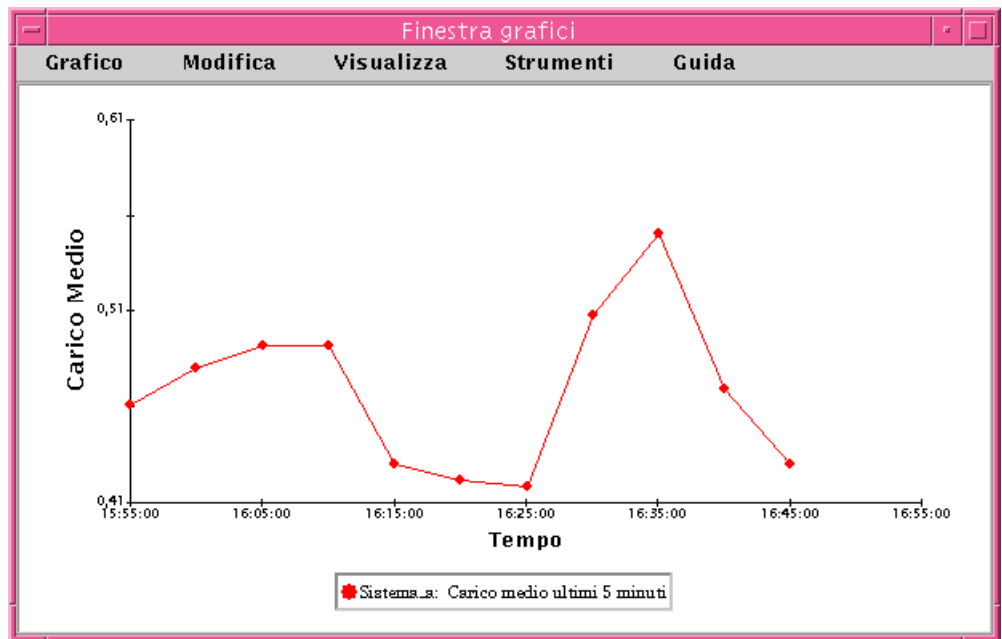 Finestra grafici
Grafico Modifica Visualizza Strumenti Guida
0,61
Carico Medio
0,51
0,41
15:55:00 16:05:00 16:15:00 16:25:00 16:35:00 16:45:00 16:55:00
Tempo
Sistema_a: Carico medio ultimi 5 minuti